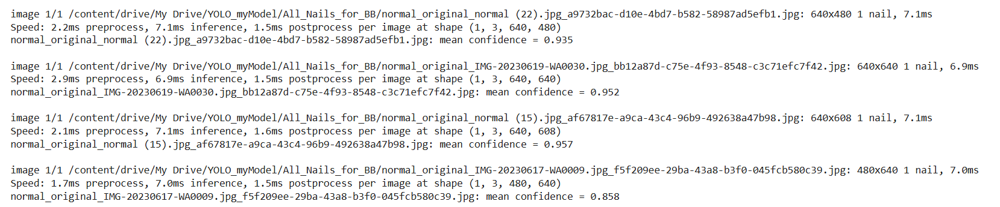 image 1/1 /content/drive/My Drive/YOLO_myModel/All_Nails_for_BB/normal_original_normal (22).jpg_a9732bac-d10e-4bd7-b582-58987ad5efb1.jpg: 640x480 1 nail, 7.1ms
Speed: 2.2ms preprocess, 7.1ms inference, 1.5ms postprocess per image at shape (1, 3, 640, 480)
normal_original_normal (22).jpg_a9732bac-d10e-4bd7-b582-58987ad5efb1.jpg: mean confidence = 0.935
image 1/1 /content/drive/My Drive/YOLO_myModel/All_Nails_for_BB/normal_original_IMG-20230619-WA0030.jpg_bb12a87d-c75e-4f93-8548-c3c71efc7f42.jpg: 640x640 1 nail, 6.9ms
Speed: 2.9ms preprocess, 6.9ms inference, 1.5ms postprocess per image at shape (1, 3, 640, 640)
normal_original_IMG-20230619-WA0030.jpg_bb12a87d-c75e-4f93-8548-c3c71efc7f42.jpg: mean confidence = 0.952
image 1/1 /content/drive/My Drive/YOLO_myModel/All_Nails_for_BB/normal_original_normal (15).jpg_af67817e-a9ca-43c4-96b9-492638a47b98.jpg: 640x608 1 nail, 7.1ms
Speed: 2.1ms preprocess, 7.1ms inference, 1.6ms postprocess per image at shape (1, 3, 640, 608)
normal_original_normal (15).jpg_af67817e-a9ca-43c4-96b9-492638a47b98.jpg: mean confidence = 0.957
image 1/1 /content/drive/My Drive/YOLO_myModel/All_Nails_for_BB/normal_original_IMG-20230617-WA0009.jpg_f5f209ee-29ba-43a8-b3f0-045fcb580c39.jpg: 480x640 1 nail, 7.0ms
Speed: 1.7ms preprocess, 7.0ms inference, 1.5ms postprocess per image at shape (1, 3, 480, 640)
normal_original_IMG-20230617-WA0009.jpg_f5f209ee-29ba-43a8-b3f0-045fcb580c39.jpg: mean confidence = 0.858